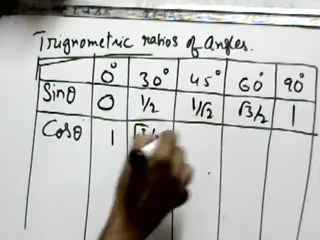 Trignometric ratios of Angles.
0° 30° 45° 60° 90°
Sinθ 0 1/2 1/√2 √3/2 1
Cosθ 1